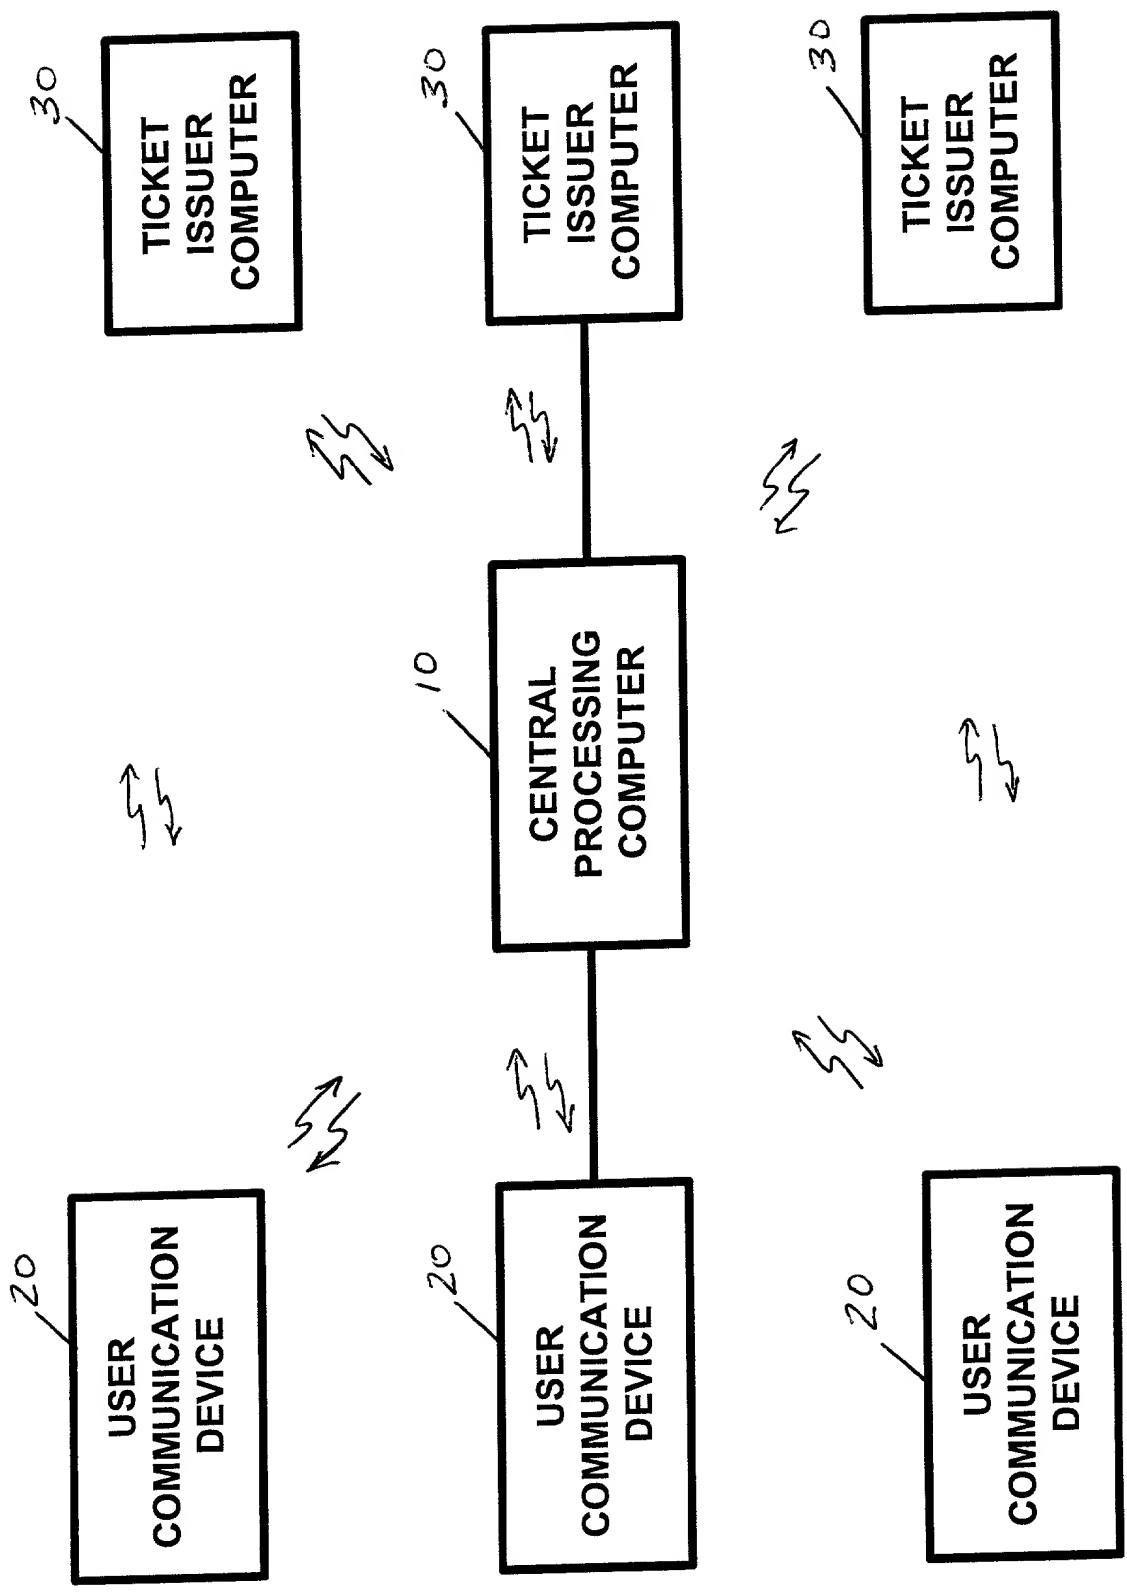 20
USER
COMMUNICATION
DEVICE
30
TICKET
ISSUER
COMPUTER
20
USER
COMMUNICATION
DEVICE
10
CENTRAL
PROCESSING
COMPUTER
30
TICKET
ISSUER
COMPUTER
20
USER
COMMUNICATION
DEVICE
30
TICKET
ISSUER
COMPUTER